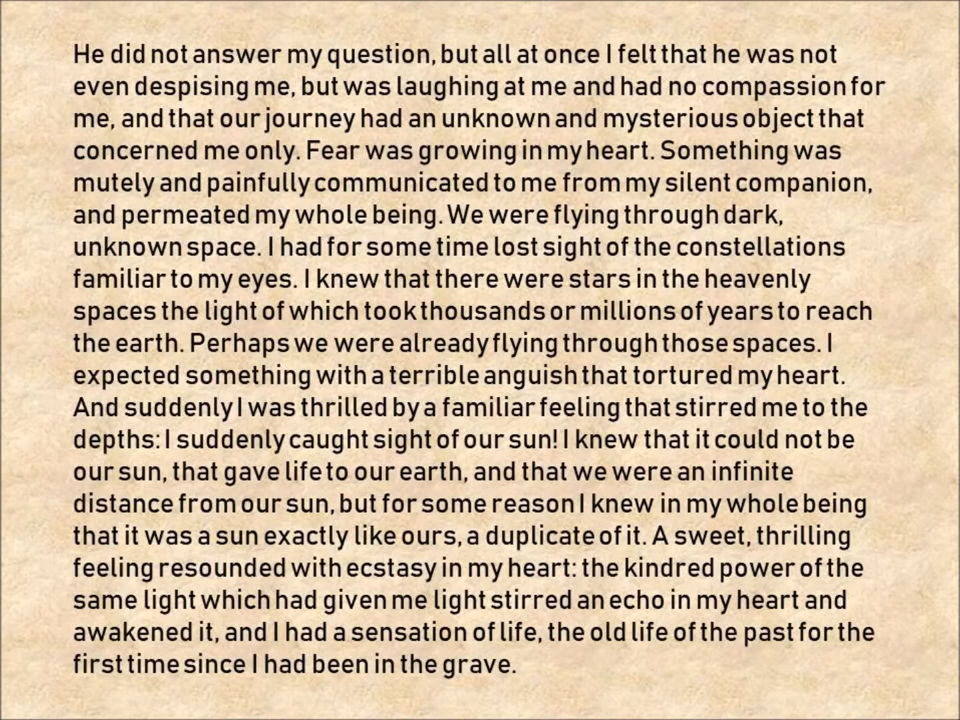 He did not answer my question, but all at once I felt that he was not
even despising me, but was laughing at me and had no compassion for
me, and that our journey had an unknown and mysterious object that
concerned me only. Fear was growing in my heart. Something was
mutely and painfully communicated to me from my silent companion,
and permeated my whole being. We were flying through dark,
unknown space. I had for some time lost sight of the constellations
familiar to my eyes. I knew that there were stars in the heavenly
spaces the light of which took thousands or millions of years to reach
the earth. Perhaps we were already flying through those spaces. I
expected something with a terrible anguish that tortured my heart.
And suddenly I was thrilled by a familiar feeling that stirred me to the
depths: I suddenly caught sight of our sun! I knew that it could not be
our sun, that gave life to our earth, and that we were an infinite
distance from our sun, but for some reason I knew in my whole being
that it was a sun exactly like ours, a duplicate of it. A sweet, thrilling
feeling resounded with ecstasy in my heart: the kindred power of the
same light which had given me light stirred an echo in my heart and
awakened it, and I had a sensation of life, the old life of the past for the
first time since I had been in the grave.